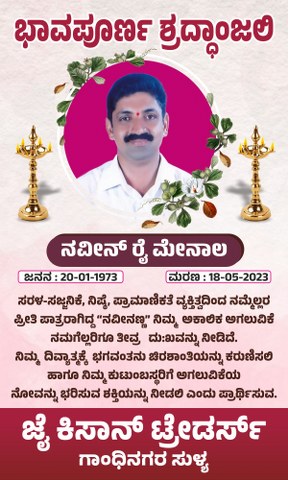 ಭಾವಪೂರ್ಣ ಶ್ರದ್ಧಾಂಜಲಿ
ನವೀನ್ ರೈ ಮೇನಾಲ
ಜನನ : 20-01-1973
ಮರಣ : 18-05-2023
ಸರಳ-ಸಜ್ಜನಿಕೆ, ನಿಷ್ಠೆ, ಪ್ರಾಮಾಣಿಕತೆ ವ್ಯಕ್ತಿತ್ವದಿಂದ ನಮ್ಮೆಲ್ಲರ
ಪ್ರೀತಿ ಪಾತ್ರರಾಗಿದ್ದ "ನವೀನಣ್ಣ" ನಿಮ್ಮ ಅಕಾಲಿಕ ಅಗಲುವಿಕೆ
ನಮಗೆಲ್ಲರಿಗೂ ತೀವ್ರ ದು:ಖವನ್ನು ನೀಡಿದೆ.
ನಿಮ್ಮ ದಿವ್ಯಾತ್ಮಕ್ಕೆ ಭಗವಂತನು ಚಿರಶಾಂತಿಯನ್ನು ಕರುಣಿಸಲಿ
ಹಾಗೂ ನಿಮ್ಮ ಕುಟುಂಬಸ್ಥರಿಗೆ ಅಗಲುವಿಕೆಯ
ನೋವನ್ನು ಭರಿಸುವ ಶಕ್ತಿಯನ್ನು ನೀಡಲಿ ಎಂದು ಪ್ರಾರ್ಥಿಸುವ.
ಜೈ ಕಿಸಾನ್ ಟ್ರೇಡರ್ಸ್
ಗಾಂಧಿನಗರ ಸುಳ್ಯ